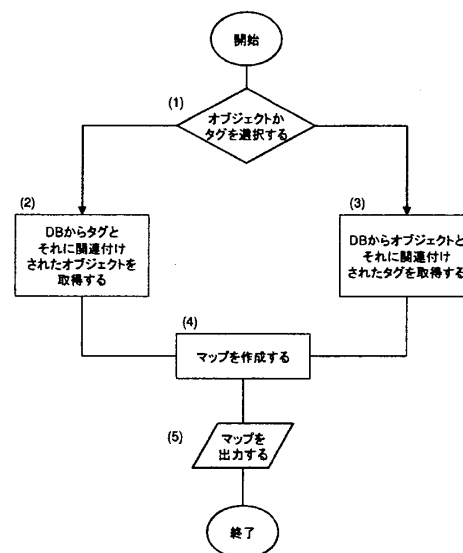 開始
(1)
オブジェクトか
タグを選択する
(2)
DBからタグと
それに関連付け
されたオブジェクトを
取得する
(3)
DBからオブジェクトと
それに関連付け
されたタグを取得する
(4)
マップを作成する
(5)
マップを
出力する
終了